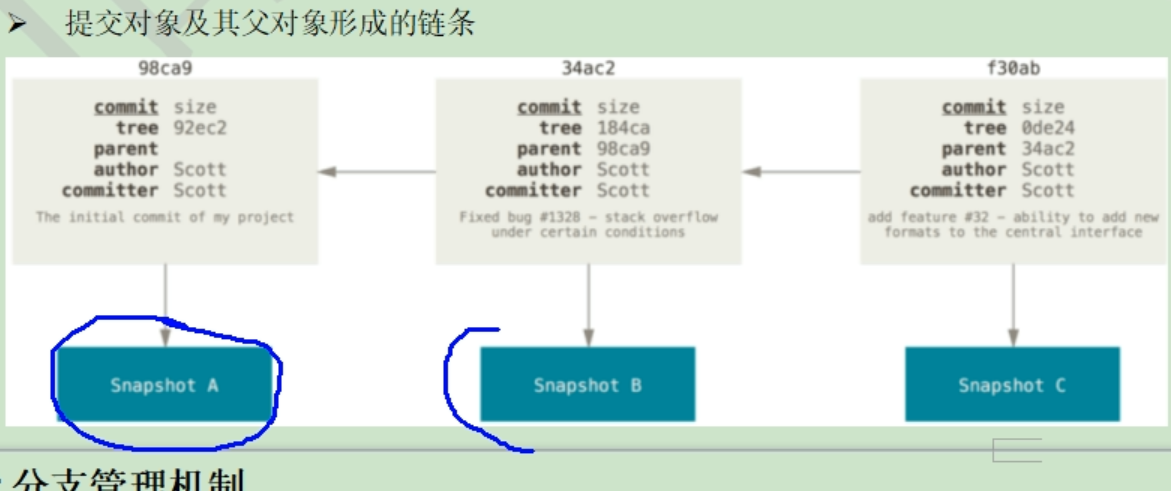 ➤ 提交对象及其父对象形成的链条
98ca9
commit size
tree 92ec2
parent
author Scott
committer Scott
The initial commit of my project
Snapshot A
34ac2
commit size
tree 184ca
parent 98ca9
author Scott
committer Scott
Fixed bug #1328 – stack overflow
under certain conditions
Snapshot B
f30ab
commit size
tree 0de24
parent 34ac2
author Scott
committer Scott
add feature #32 – ability to add new
formats to the central interface
Snapshot C
分支管理机制